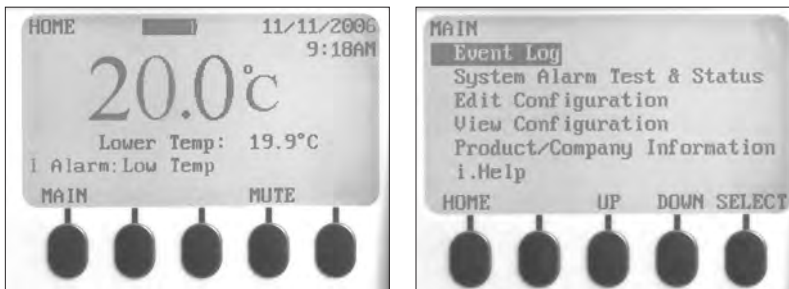 HOME 11/11/2006
9:18AM
20.0°C
Lower Temp: 19.9°C
1 Alarm:Low Temp
MAIN MUTE
MAIN
Event Log
System Alarm Test & Status
Edit Configuration
View Configuration
Product/Company Information
i.Help
HOME UP DOWN SELECT